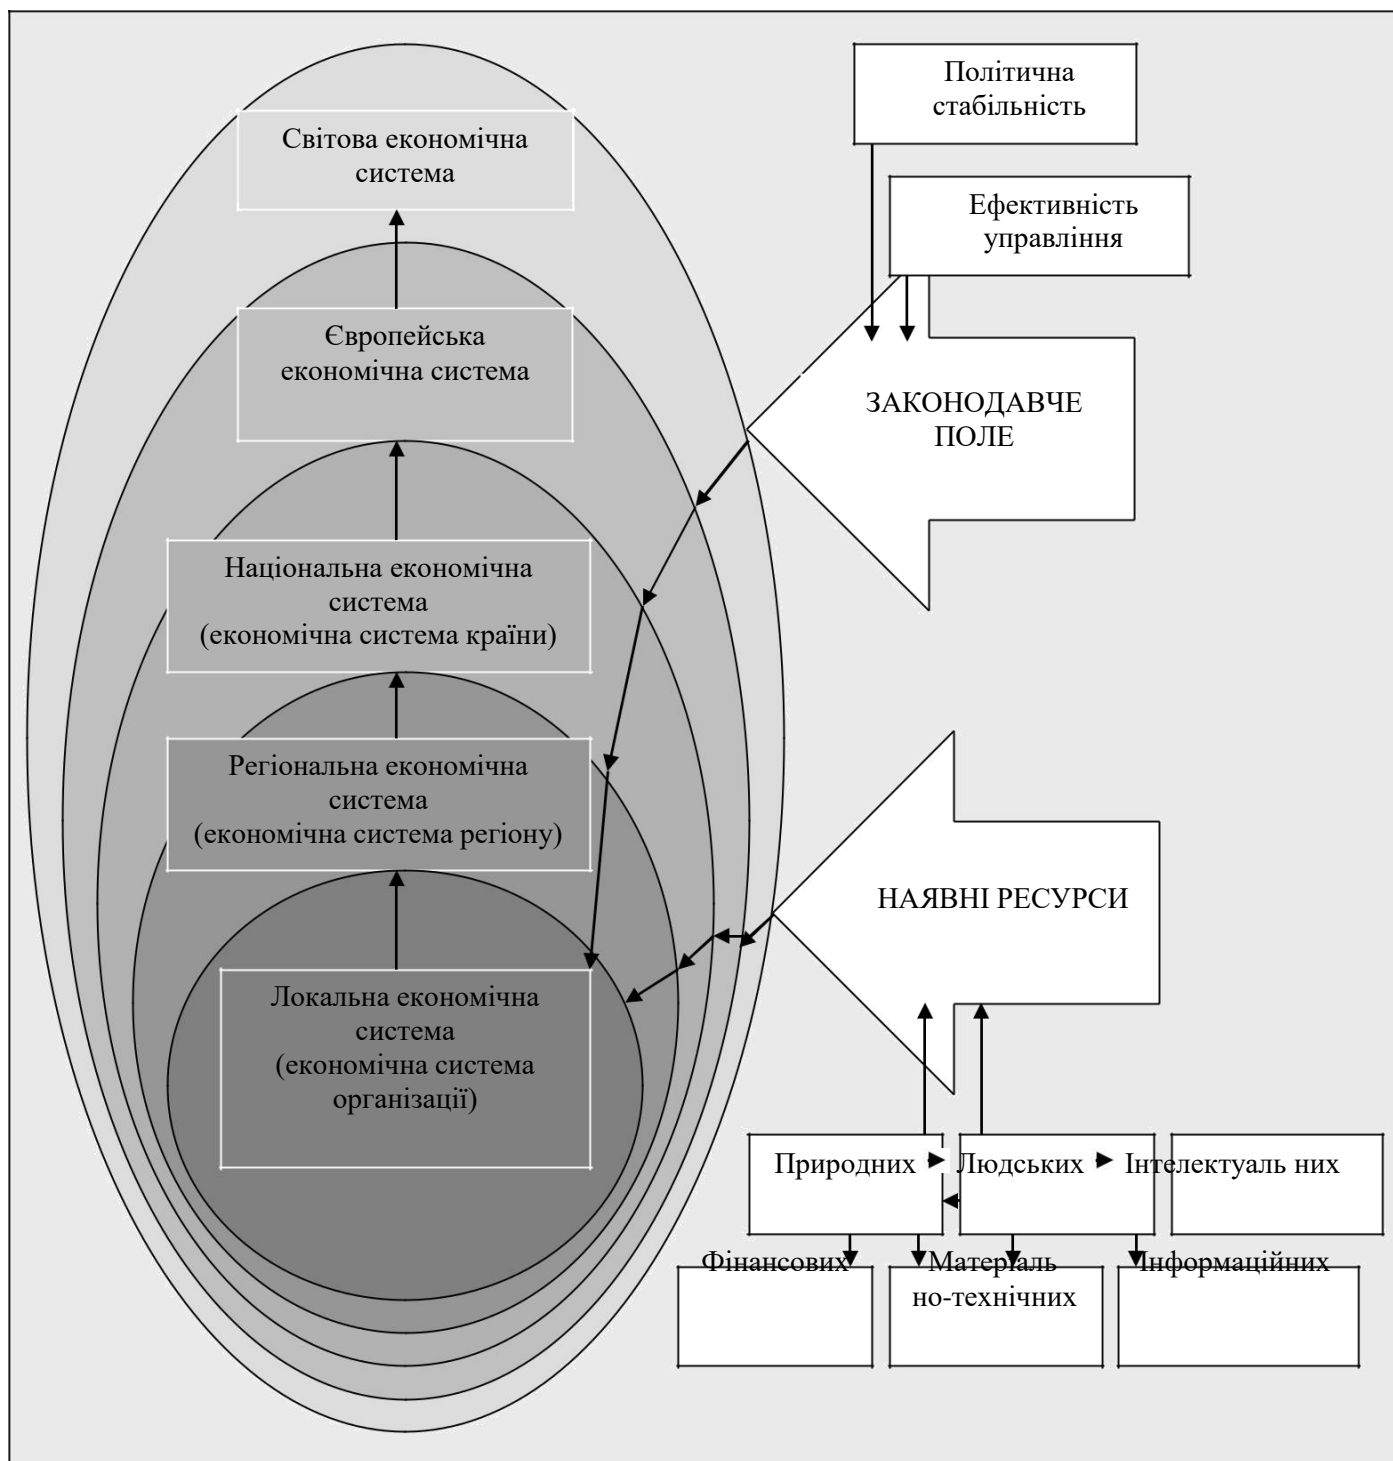 Світова економічна
система
Європейська
економічна система
Національна економічна
система
(економічна система країни)
Регіональна економічна
система
(економічна система регіону)
Локальна економічна
система
(економічна система
організації)
Політична
стабільність
Ефективність
управління
ЗАКОНОДАВЧЕ
ПОЛЕ
НАЯВНІ РЕСУРСИ
Природних
Людських
Інтелектуаль них
Фінансових
Матеріаль
но-технічних
Інформаційних